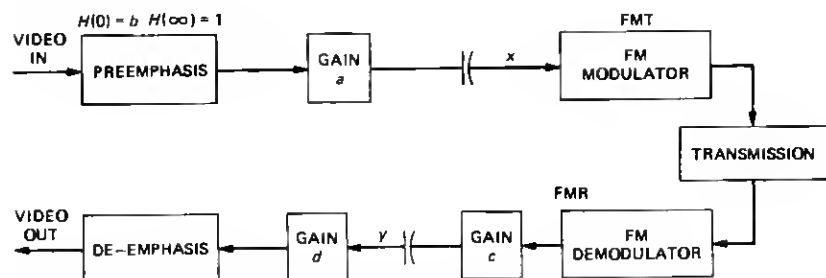 H(0) = b H(∞) = 1
VIDEO
IN
PREEMPHASIS
GAIN
a
x
FMT
FM
MODULATOR
TRANSMISSION
FMR
FM
DEMODULATOR
GAIN
c
y
GAIN
d
DE-EMPHASIS
VIDEO
OUT